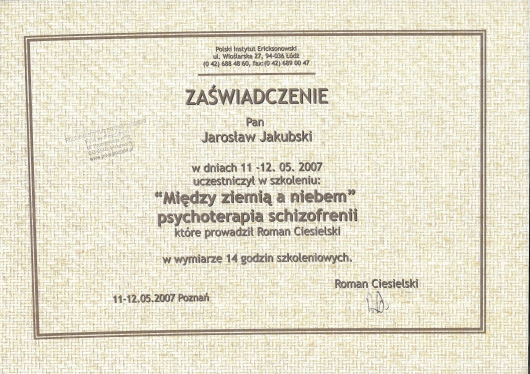 Polski Instytut Ericksonowski
ul. Wioślarska 27, 94-036 Łódź
(0 42) 688 48 60, fax:(0 42) 689 00 47
ZAŚWIADCZENIE
Pan
Jarosław Jakubski
w dniach 11 -12. 05. 2007
uczestniczył w szkoleniu:
“Między ziemią a niebem”
psychoterapia schizofrenii
które prowadził Roman Ciesielski
w wymiarze 14 godzin szkoleniowych.
Roman Ciesielski
11-12.05.2007 Poznań